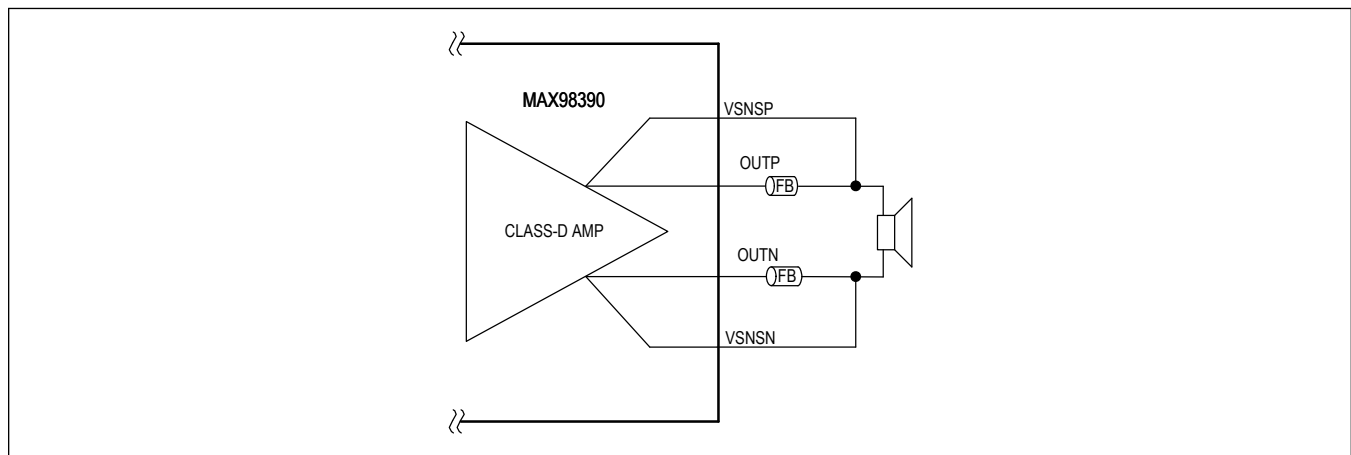 MAX98390
VSNSP
OUTP
FB
CLASS-D AMP
OUTN
FB
VSNSN